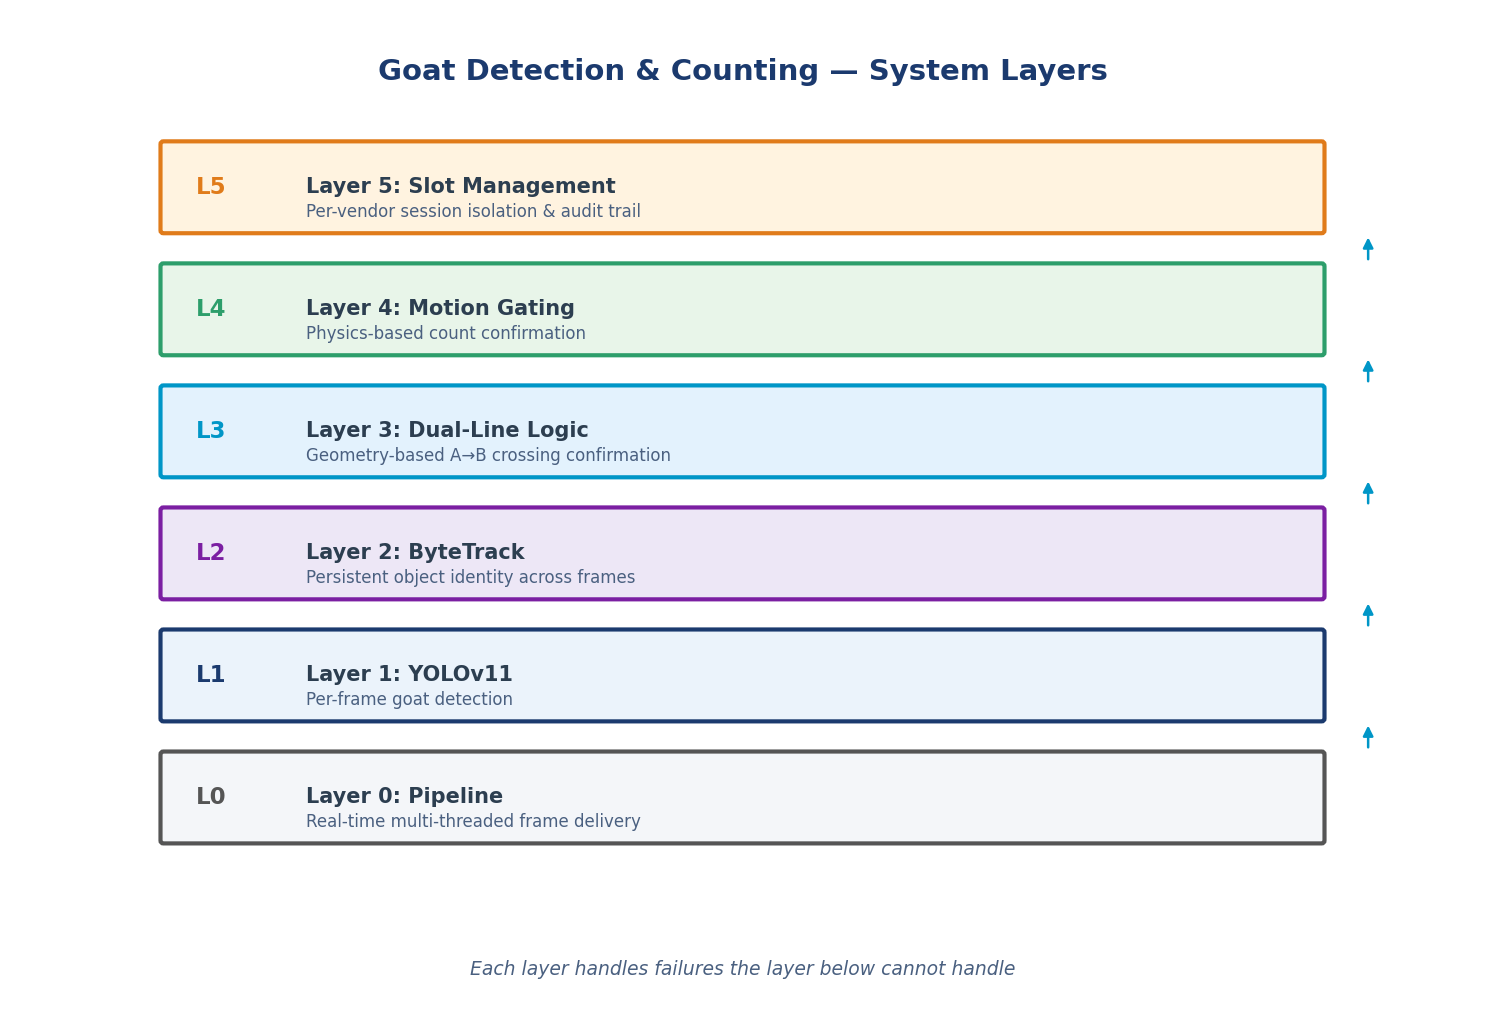 Goat Detection & Counting — System Layers
L5
Layer 5: Slot Management
Per-vendor session isolation & audit trail
L4
Layer 4: Motion Gating
Physics-based count confirmation
L3
Layer 3: Dual-Line Logic
Geometry-based A→B crossing confirmation
L2
Layer 2: ByteTrack
Persistent object identity across frames
L1
Layer 1: YOLOv11
Per-frame goat detection
L0
Layer 0: Pipeline
Real-time multi-threaded frame delivery
Each layer handles failures the layer below cannot handle